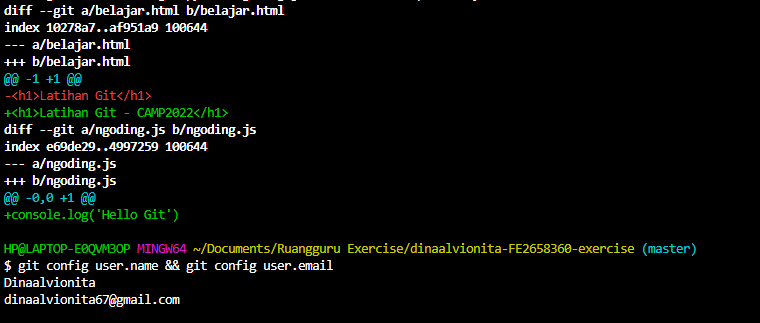 diff --git a/belajar.html b/belajar.html
index 10278a7..af951a9 100644
--- a/belajar.html
+++ b/belajar.html
@@ -1 +1 @@
-<h1>Latihan Git</h1>
+<h1>Latihan Git - CAMP2022</h1>
diff --git a/ngoding.js b/ngoding.js
index e69de29..4997259 100644
--- a/ngoding.js
+++ b/ngoding.js
@@ -0,0 +1 @@
+console.log('Hello Git')
HP@LAPTOP-E0QVM3OP MINGW64 ~/Documents/Ruangguru Exercise/dinaalvionita-FE2658360-exercise (master)
$ git config user.name && git config user.email
Dinaalvionita
dinaalvionita67@gmail.com